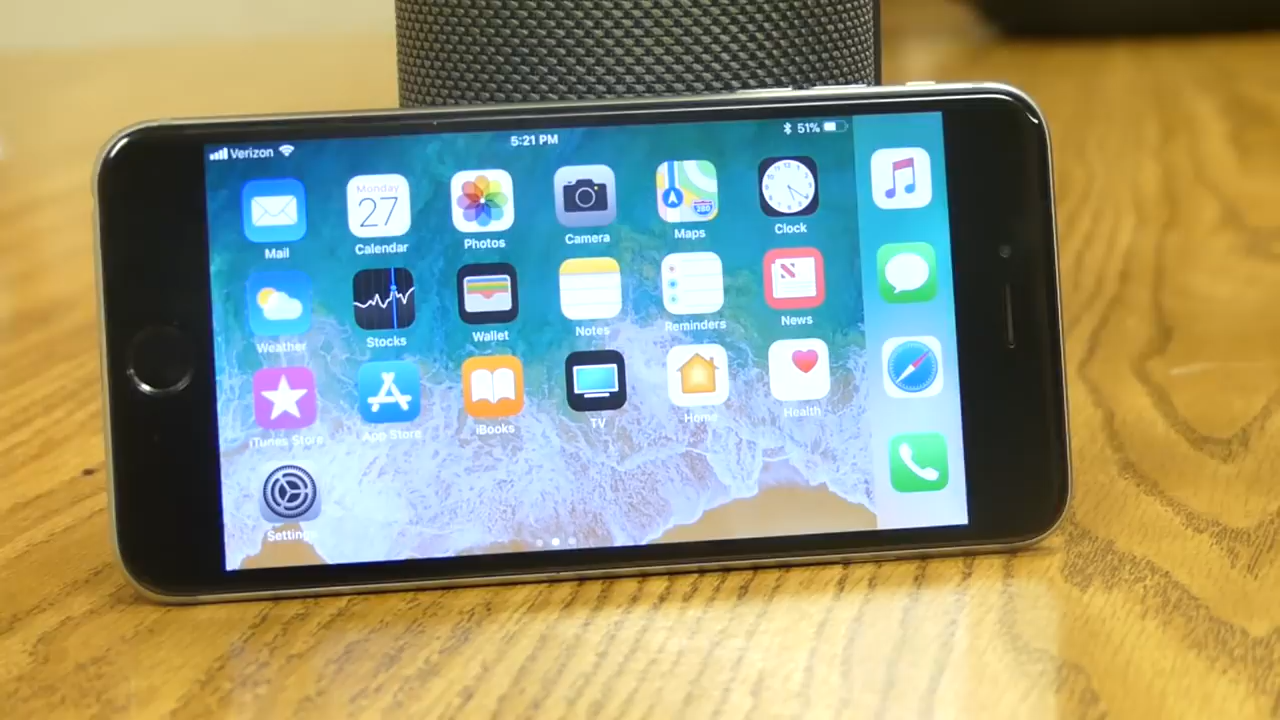 Verizon 5:21 PM 51%
Monday
27
280
Mail Calendar Photos Camera Maps Clock
Weather Stocks Wallet Notes Reminders News
iTunes Store App Store iBooks TV Home Health
Settings